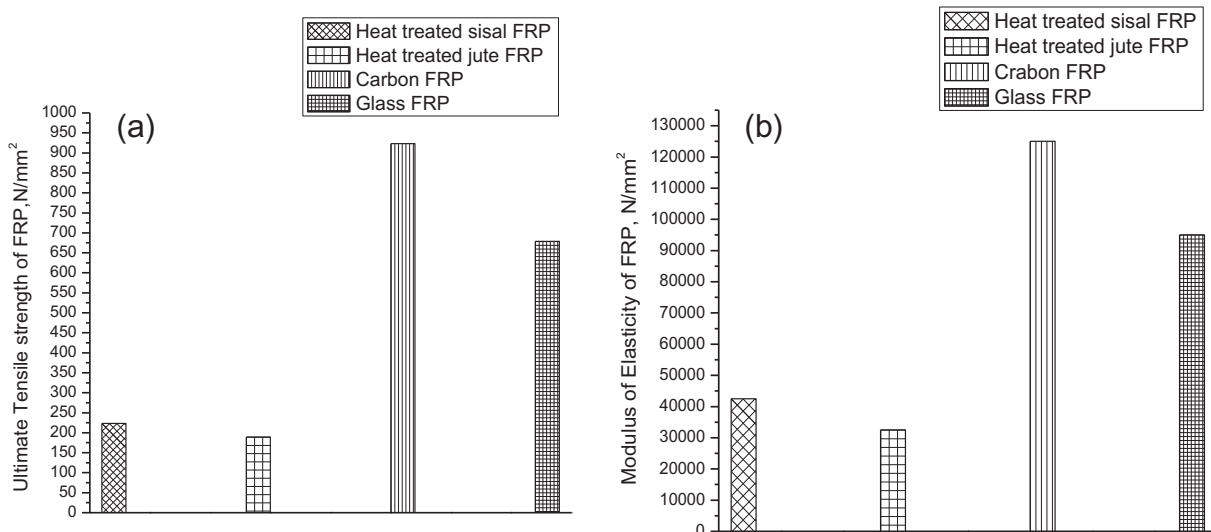 Heat treated sisal FRP
Heat treated jute FRP
Carbon FRP
Glass FRP
(a)
Ultimate Tensile strength of FRP,N/mm²
1000
950
900
850
800
750
700
650
600
550
500
450
400
350
300
250
200
150
100
50
0
Heat treated sisal FRP
Heat treated jute FRP
Crabon FRP
Glass FRP
(b)
Modulus of Elasticity of FRP, N/mm²
130000
120000
110000
100000
90000
80000
70000
60000
50000
40000
30000
20000
10000
0